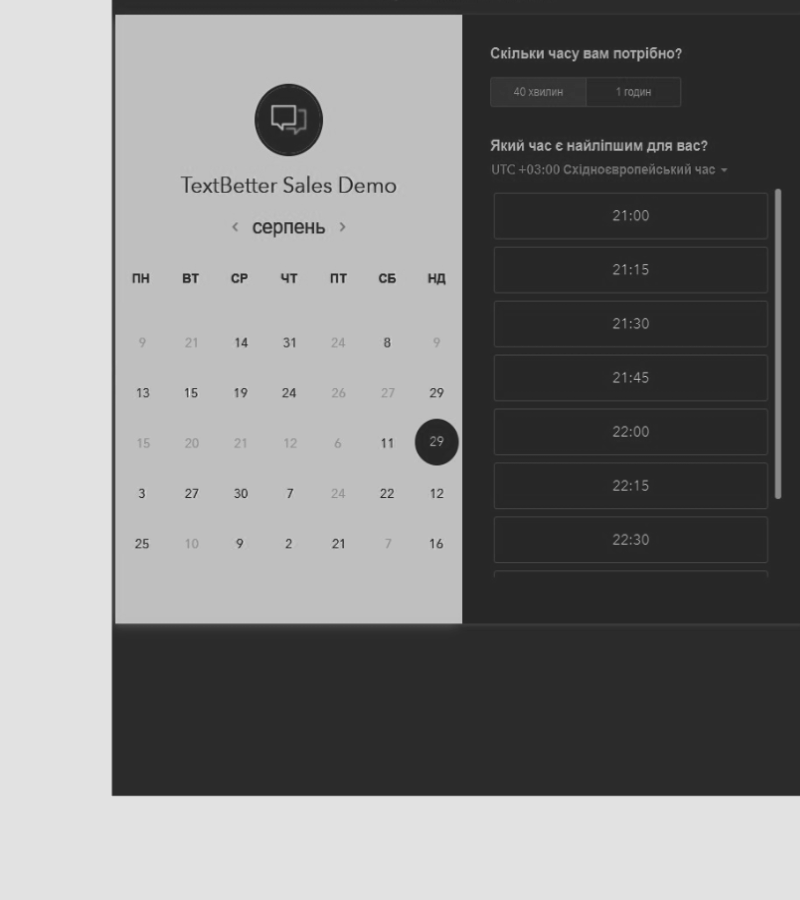 TextBetter Sales Demo
серпень
ПН ВТ СР ЧТ ПТ СБ НД
9 21 14 31 24 8 9
13 15 19 24 26 27 29
15 20 21 12 6 11 29
3 27 30 7 24 22 12
25 10 9 2 21 7 16
Скільки часу вам потрібно?
40 хвилин 1 годин
Який час є найліпшим для вас?
UTC +03:00 Східноєвропейський час
21:00
21:15
21:30
21:45
22:00
22:15
22:30